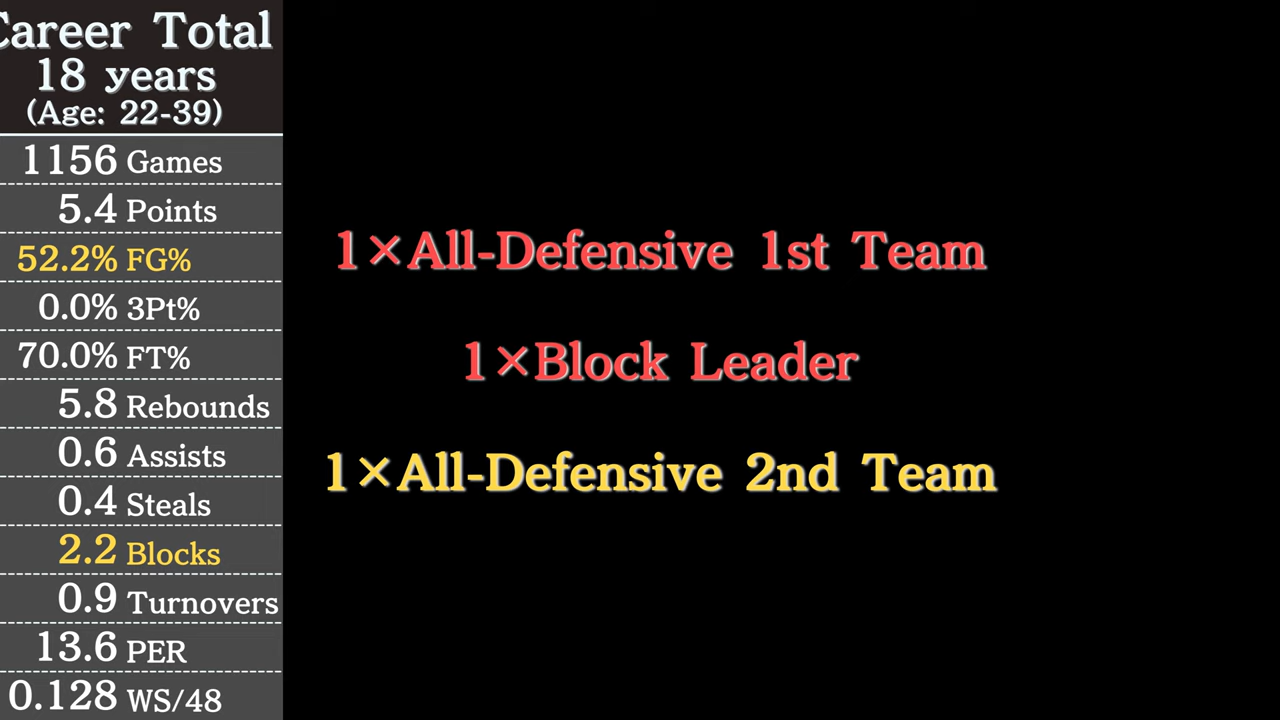 Career Total
18 years
(Age: 22-39)
1156 Games
5.4 Points
52.2% FG%
0.0% 3Pt%
70.0% FT%
5.8 Rebounds
0.6 Assists
0.4 Steals
2.2 Blocks
0.9 Turnovers
13.6 PER
0.128 WS/48
1×All-Defensive 1st Team
1×Block Leader
1×All-Defensive 2nd Team